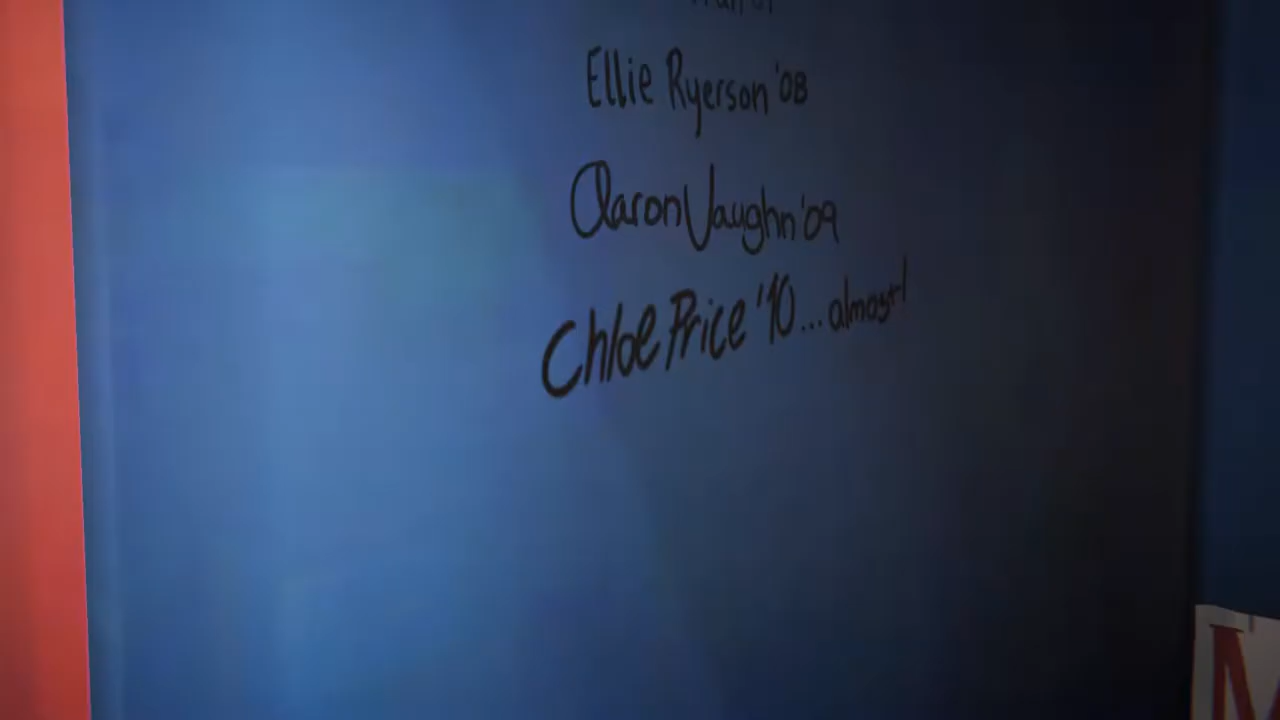 Ellie Ryerson '08
Aaron Vaughn '09
Chloe Price '10...almost!
M